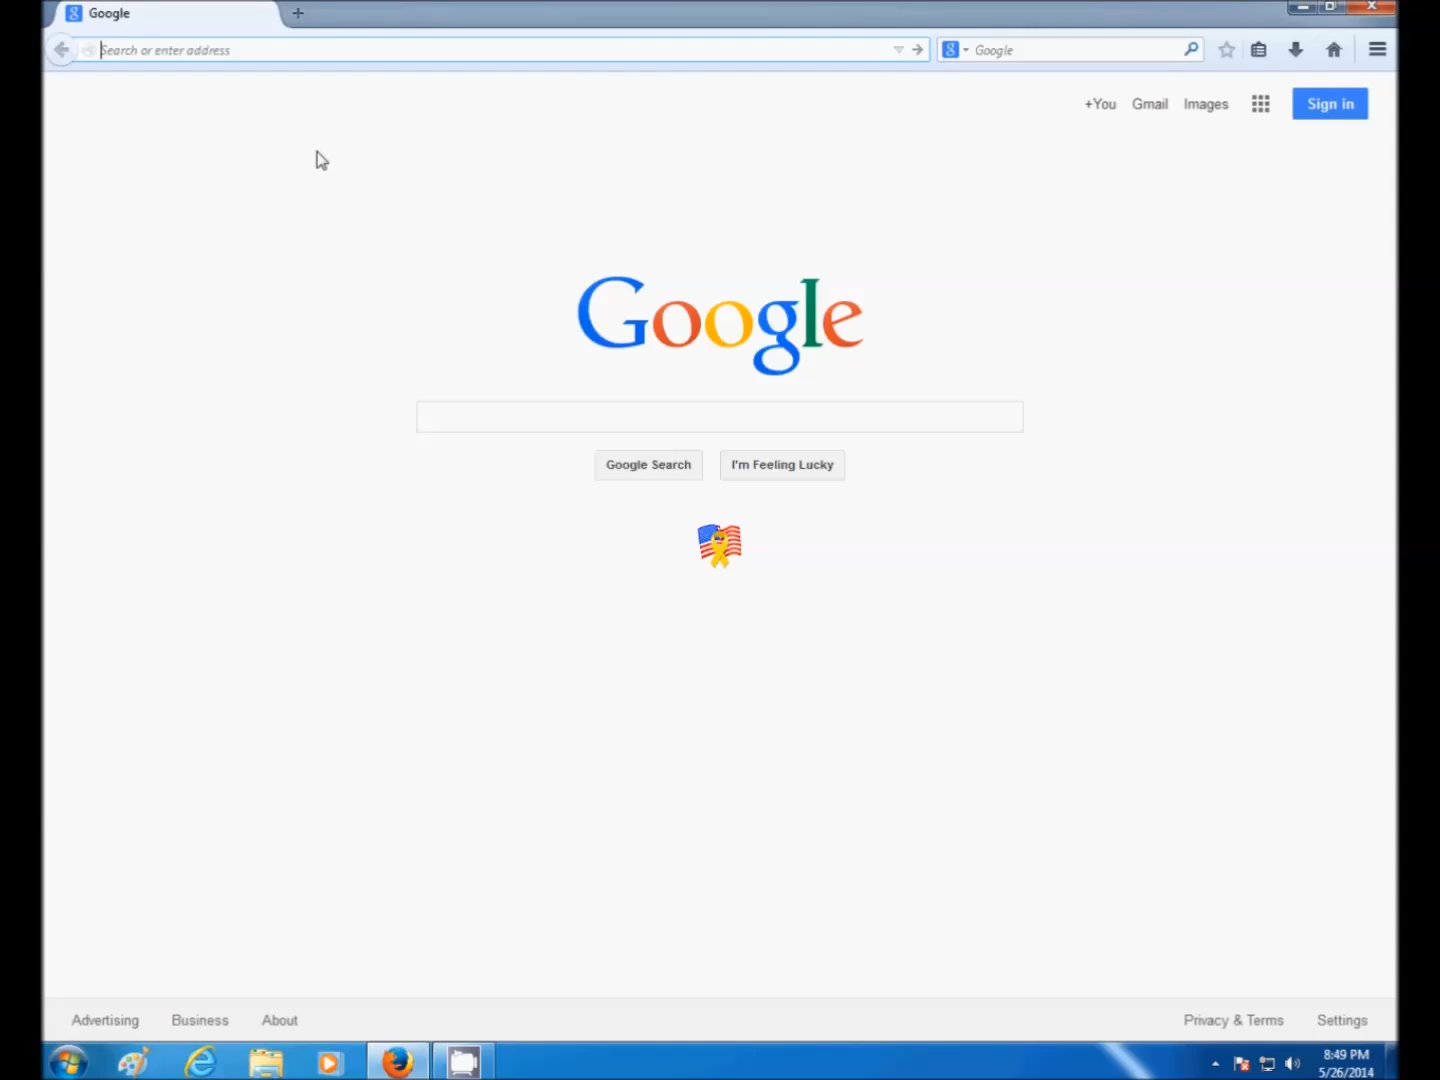 Google
Search or enter address
Google
+You
Gmail
Images
Sign in
Google
Google Search
I'm Feeling Lucky
Advertising
Business
About
Privacy & Terms
Settings
8:49 PM
5/26/2014